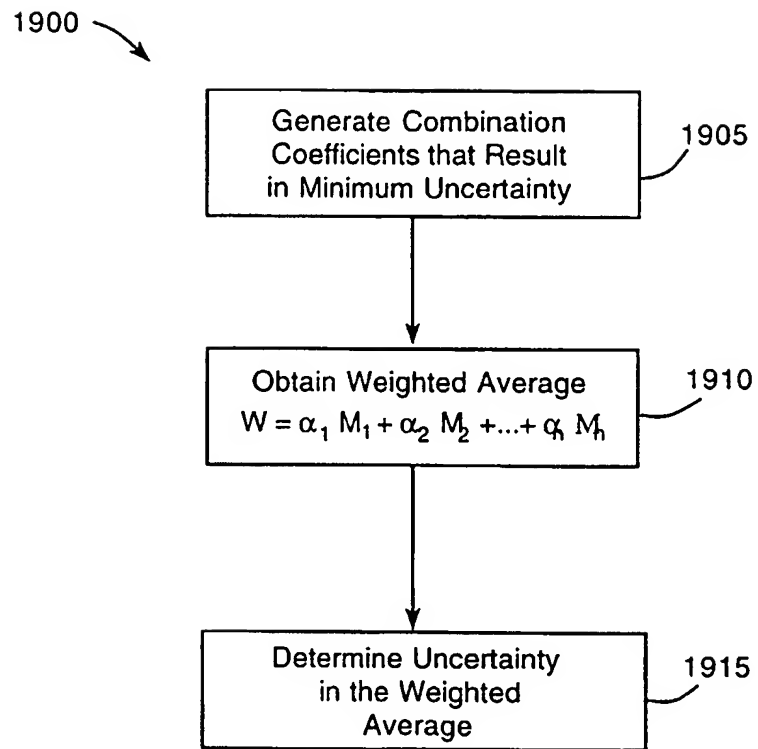 1900
Generate Combination
Coefficients that Result
in Minimum Uncertainty
1905
Obtain Weighted Average
W = α₁ M₁ + α₂ M₂ +...+ αₙ Mₙ
1910
Determine Uncertainty
in the Weighted
Average
1915